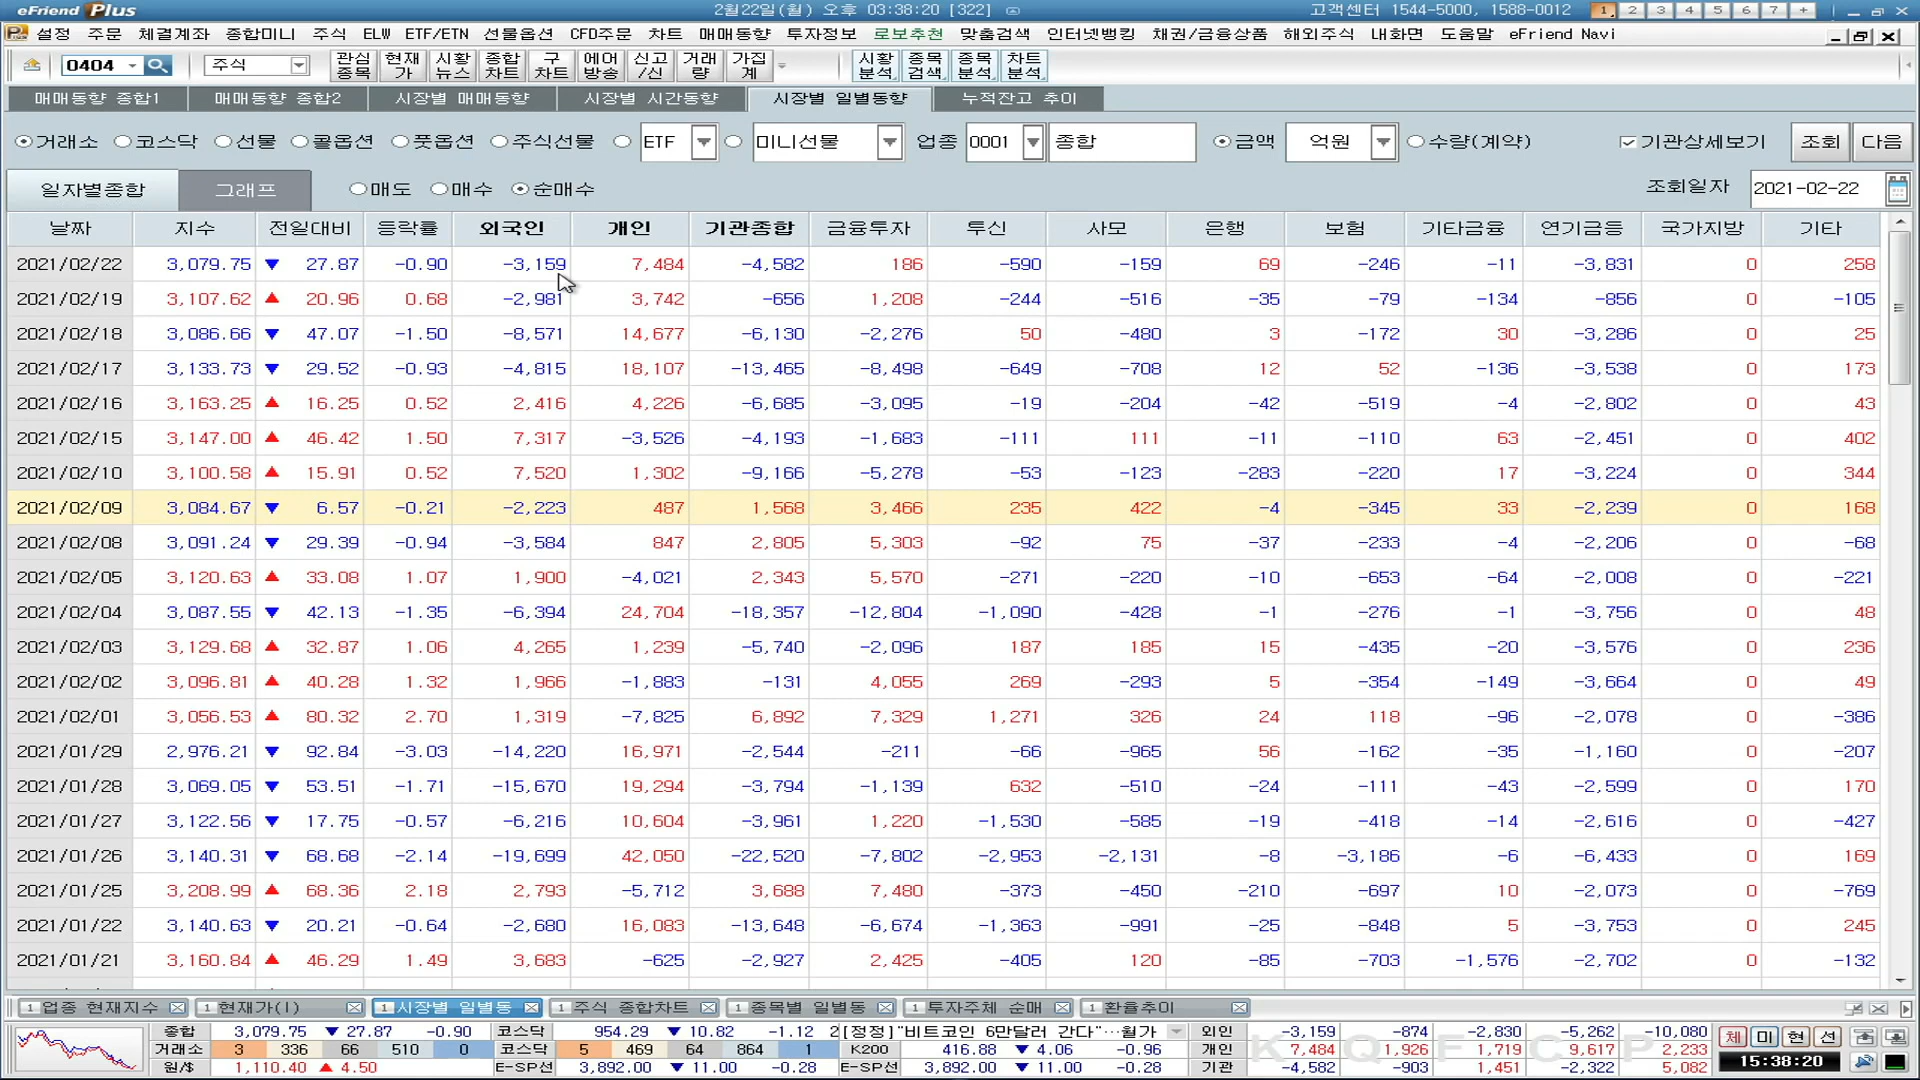 eFriend Plus 2월22일(월) 오후 03:38:20 [322] 고객센터 1544-5000, 1588-0012 1 2 3 4 5 6 7 +
설정 주문 체결계좌 종합미니 주식 ELW ETF/ETN 선물옵션 CFD주문 차트 매매동향 투자정보 로보추천 맞춤검색 인터넷뱅킹 채권/금융상품 해외주식 내화면 도움말 eFriend Navi
0404 주식 관심종목 현재가 시황뉴스 종합차트 구차트 에어방송 신고/신 거래량 가집계 시황분석 종목검색 종목분석 차트분석
매매동향 종합1 매매동향 종합2 시장별 매매동향 시장별 시간동향 시장별 일별동향 누적잔고 추이
거래소 코스닥 선물 콜옵션 풋옵션 주식선물 ETF 미니선물 업종 0001 종합 금액 억원 수량(계약) 기관상세보기 조회 다음
일자별종합 그래프 매도 매수 순매수 조회일자 2021-02-22
날짜 지수 전일대비 등락률 외국인 개인 기관종합 금융투자 투신 사모 은행 보험 기타금융 연기금등 국가지방 기타
2021/02/22 3,079.75 ▼ 27.87 -0.90 -3,159 7,484 -4,582 186 -590 -159 69 -246 -11 -3,831 0 258
2021/02/19 3,107.62 ▲ 20.96 0.68 -2,981 3,742 -656 1,208 -244 -516 -35 -79 -134 -856 0 -105
2021/02/18 3,086.66 ▼ 47.07 -1.50 -8,571 14,677 -6,130 -2,276 50 -480 3 -172 30 -3,286 0 25
2021/02/17 3,133.73 ▼ 29.52 -0.93 -4,815 18,107 -13,465 -8,498 -649 -708 12 52 -136 -3,538 0 173
2021/02/16 3,163.25 ▲ 16.25 0.52 2,416 4,226 -6,685 -3,095 -19 -204 -42 -519 -4 -2,802 0 43
2021/02/15 3,147.00 ▲ 46.42 1.50 7,317 -3,526 -4,193 -1,683 -111 111 -11 -110 63 -2,451 0 402
2021/02/10 3,100.58 ▲ 15.91 0.52 7,520 1,302 -9,166 -5,278 -53 -123 -283 -220 17 -3,224 0 344
2021/02/09 3,084.67 ▼ 6.57 -0.21 -2,223 487 1,568 3,466 235 422 -4 -345 33 -2,239 0 168
2021/02/08 3,091.24 ▼ 29.39 -0.94 -3,584 847 2,805 5,303 -92 75 -37 -233 -4 -2,206 0 -68
2021/02/05 3,120.63 ▲ 33.08 1.07 1,900 -4,021 2,343 5,570 -271 -220 -10 -653 -64 -2,008 0 -221
2021/02/04 3,087.55 ▼ 42.13 -1.35 -6,394 24,704 -18,357 -12,804 -1,090 -428 -1 -276 -1 -3,756 0 48
2021/02/03 3,129.68 ▲ 32.87 1.06 4,265 1,239 -5,740 -2,096 187 185 15 -435 -20 -3,576 0 236
2021/02/02 3,096.81 ▲ 40.28 1.32 1,966 -1,883 -131 4,055 269 -293 5 -354 -149 -3,664 0 49
2021/02/01 3,056.53 ▲ 80.32 2.70 1,319 -7,825 6,892 7,329 1,271 326 24 118 -96 -2,078 0 -386
2021/01/29 2,976.21 ▼ 92.84 -3.03 -14,220 16,971 -2,544 -211 -66 -965 56 -162 -35 -1,160 0 -207
2021/01/28 3,069.05 ▼ 53.51 -1.71 -15,670 19,294 -3,794 -1,139 632 -510 -24 -111 -43 -2,599 0 170
2021/01/27 3,122.56 ▼ 17.75 -0.57 -6,216 10,604 -3,961 1,220 -1,530 -585 -19 -418 -14 -2,616 0 -427
2021/01/26 3,140.31 ▼ 68.68 -2.14 -19,699 42,050 -22,520 -7,802 -2,953 -2,131 -8 -3,186 -6 -6,433 0 169
2021/01/25 3,208.99 ▲ 68.36 2.18 2,793 -5,712 3,688 7,480 -373 -450 -210 -697 10 -2,073 0 -769
2021/01/22 3,140.63 ▼ 20.21 -0.64 -2,680 16,083 -13,648 -6,674 -1,363 -991 -25 -848 5 -3,753 0 245
2021/01/21 3,160.84 ▲ 46.29 1.49 3,683 -625 -2,927 2,425 -405 120 -85 -703 -1,576 -2,702 0 -132
1 업종 현재지수 1 현재가(I) 1 시장별 일별동 1 주식 종합차트 1 종목별 일별동 1 투자주체 순매 1 환율추이
종합 3,079.75 ▼ 27.87 -0.90 코스닥 954.29 ▼ 10.82 -1.12 2 [정정]"비트코인 6만달러 간다"…월가 외인 -3,159 -874 -2,830 -5,262 -10,080 체 미 현 선
거래소 3 336 66 510 0 코스닥 5 469 64 864 1 K200 416.88 ▼ 4.06 -0.96 개인 7,484 1,926 1,719 9,617 2,233
원/$ 1,110.40 ▲ 4.50 E-SP선 3,892.00 ▼ 11.00 -0.28 E-SP선 3,892.00 ▼ 11.00 -0.28 기관 -4,582 -903 1,451 -2,322 5,082 15:38:20
K Q F C P